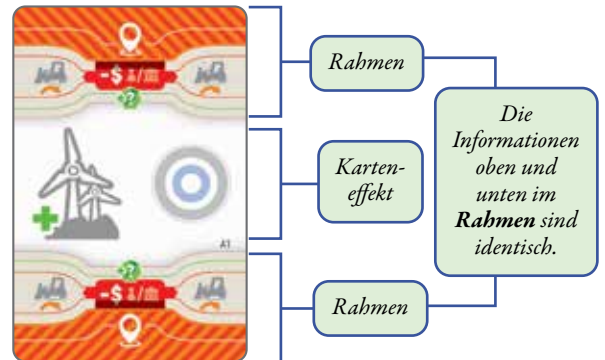 -$
Rahmen
?
Karten-
effekt
A1
?
-$
Rahmen
Die
Informationen
oben und
unten im
Rahmen sind
identisch.